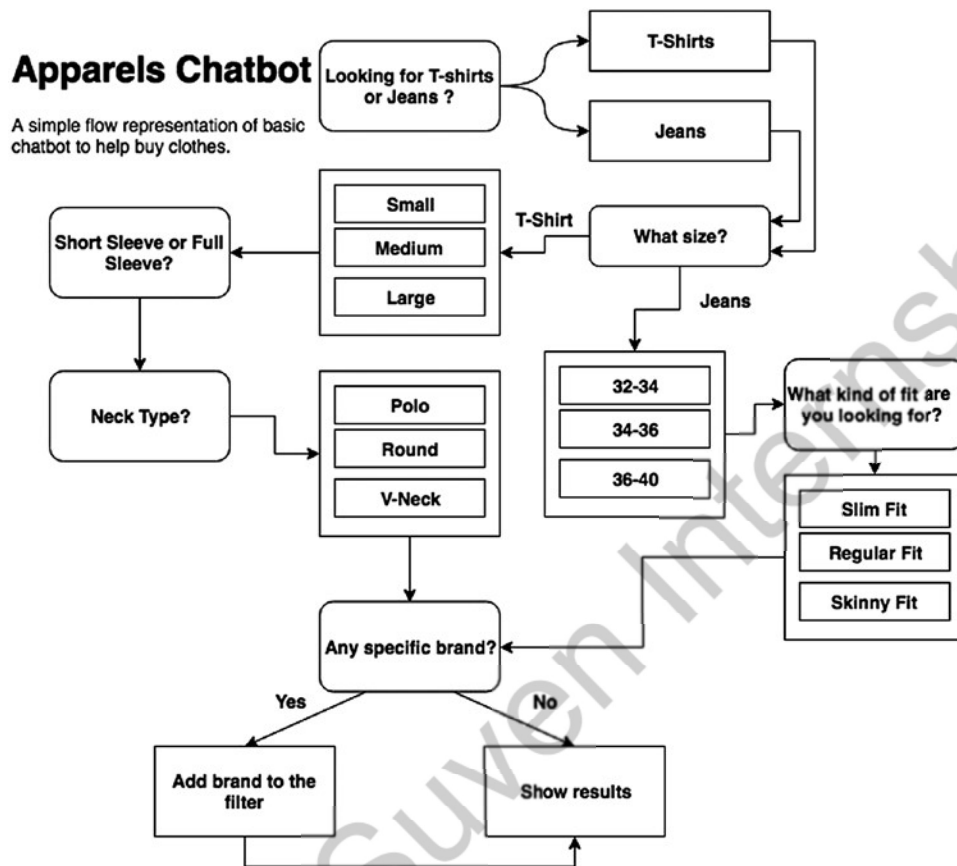 Apparels Chatbot
A simple flow representation of basic
chatbot to help buy clothes.
Looking for T-shirts
or Jeans ?
T-Shirts
Jeans
What size?
T-Shirt
Small
Medium
Large
Short Sleeve or Full
Sleeve?
Neck Type?
Polo
Round
V-Neck
Jeans
32-34
34-36
36-40
What kind of fit are
you looking for?
Slim Fit
Regular Fit
Skinny Fit
Any specific brand?
Yes
No
Add brand to the
filter
Show results
Suven